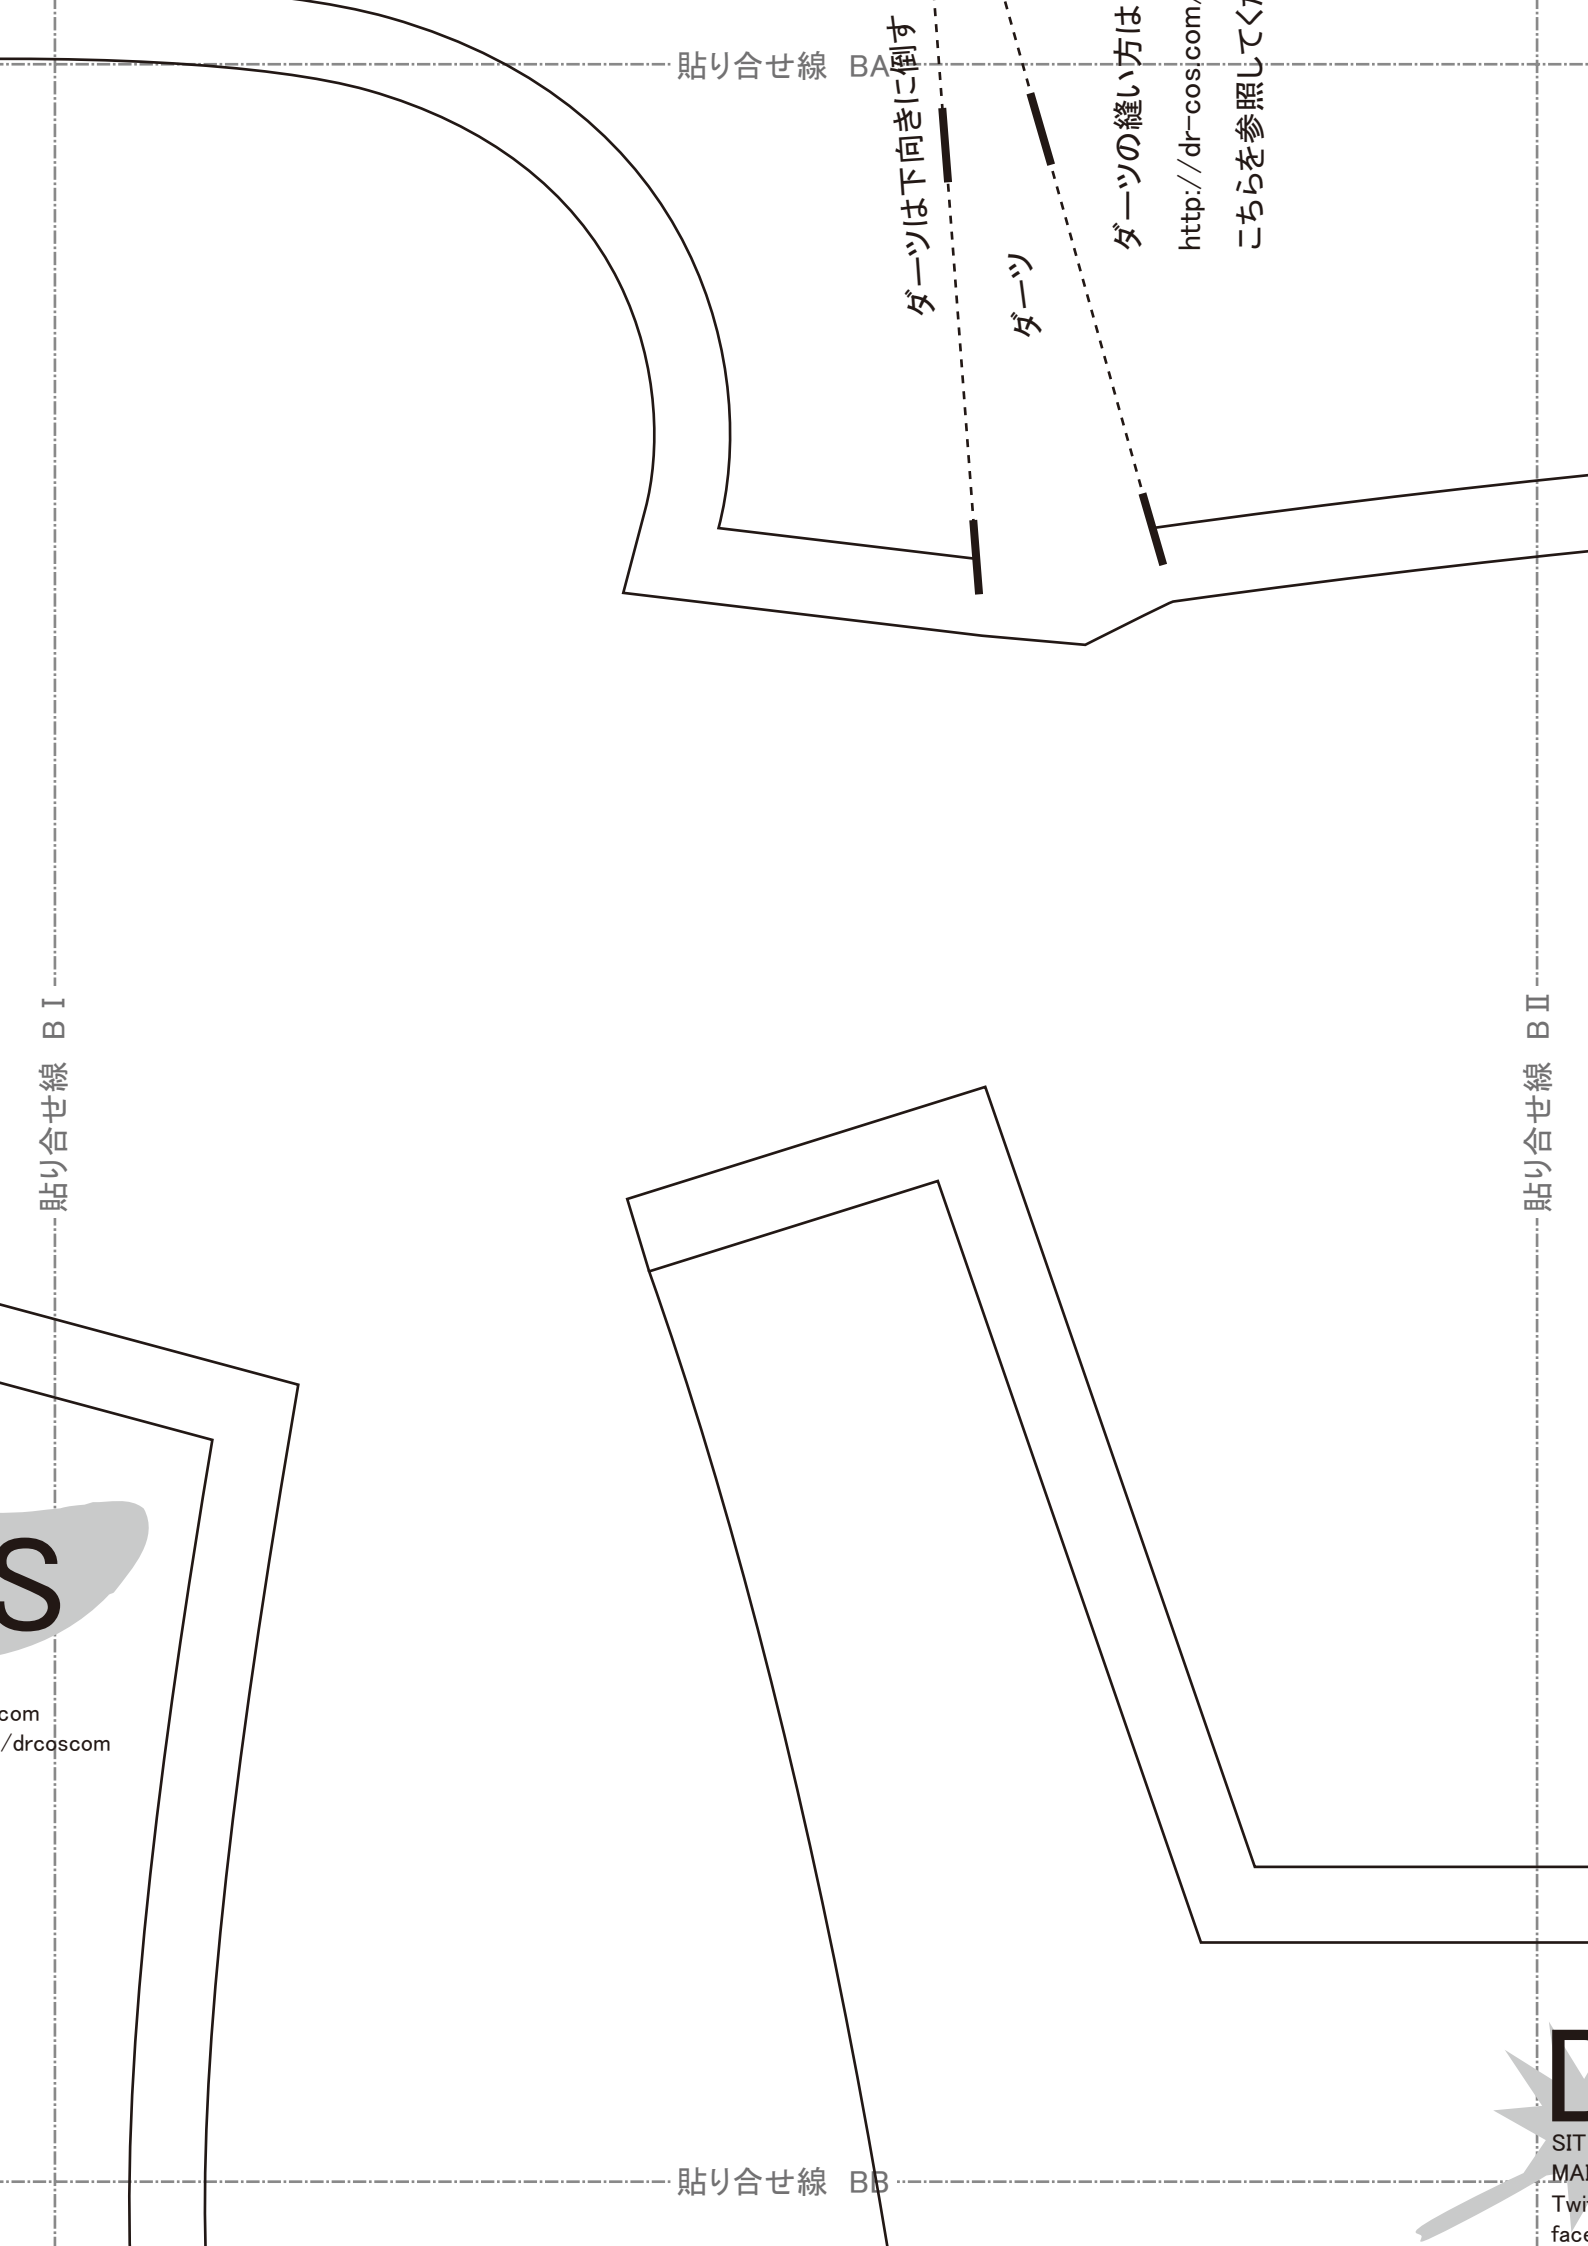 貼り合せ線 BA
ダーツは下向きに倒す
ダーツ
ダーツの縫い方は
http://dr-cos.com/
こちらを参照してくだ
貼り合せ線 BⅠ
貼り合せ線 BⅡ
S
com
/drcoscom
D
SIT
MAI
Twi
face
貼り合せ線 BB